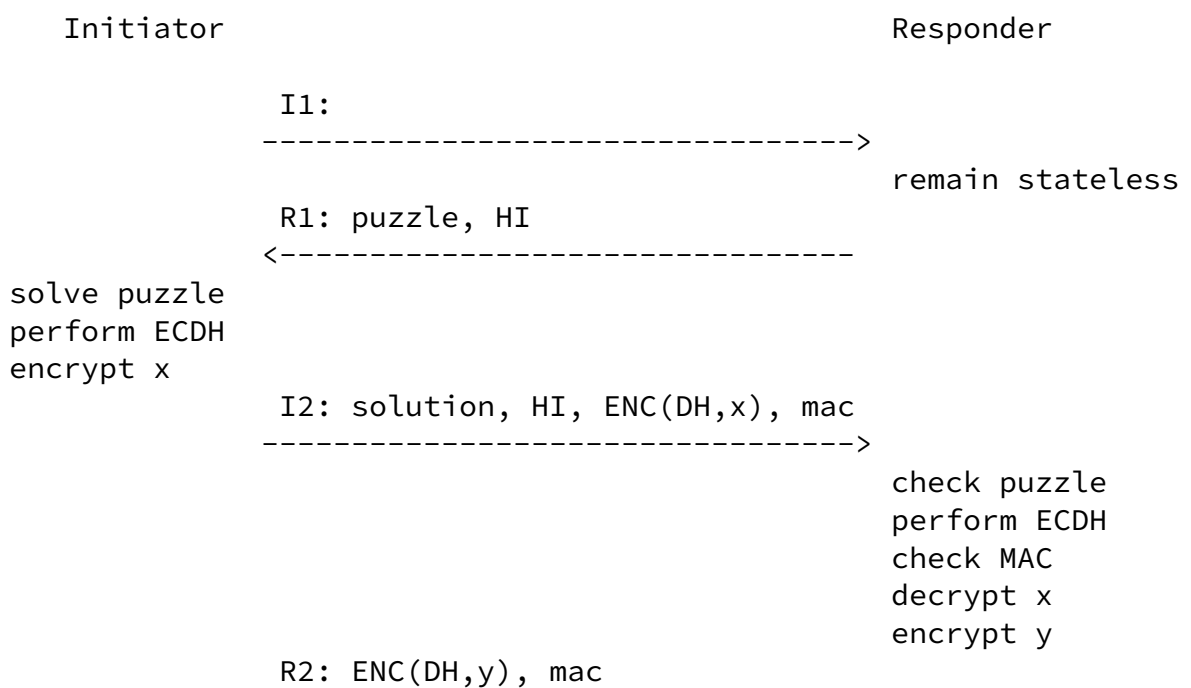 Initiator Responder
I1:
--------------------------------->
remain stateless
R1: puzzle, HI
<--------------------------------
solve puzzle
perform ECDH
encrypt x
I2: solution, HI, ENC(DH,x), mac
--------------------------------->
check puzzle
perform ECDH
check MAC
decrypt x
encrypt y
R2: ENC(DH,y), mac